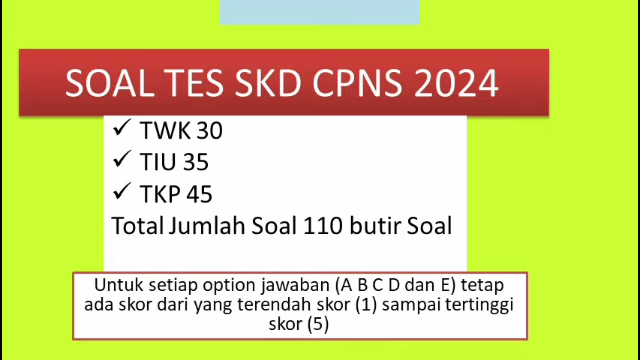 SOAL TES SKD CPNS 2024
✓ TWK 30
✓ TIU 35
✓ TKP 45
Total Jumlah Soal 110 butir Soal
Untuk setiap option jawaban (A B C D dan E) tetap
ada skor dari yang terendah skor (1) sampai tertinggi
skor (5)